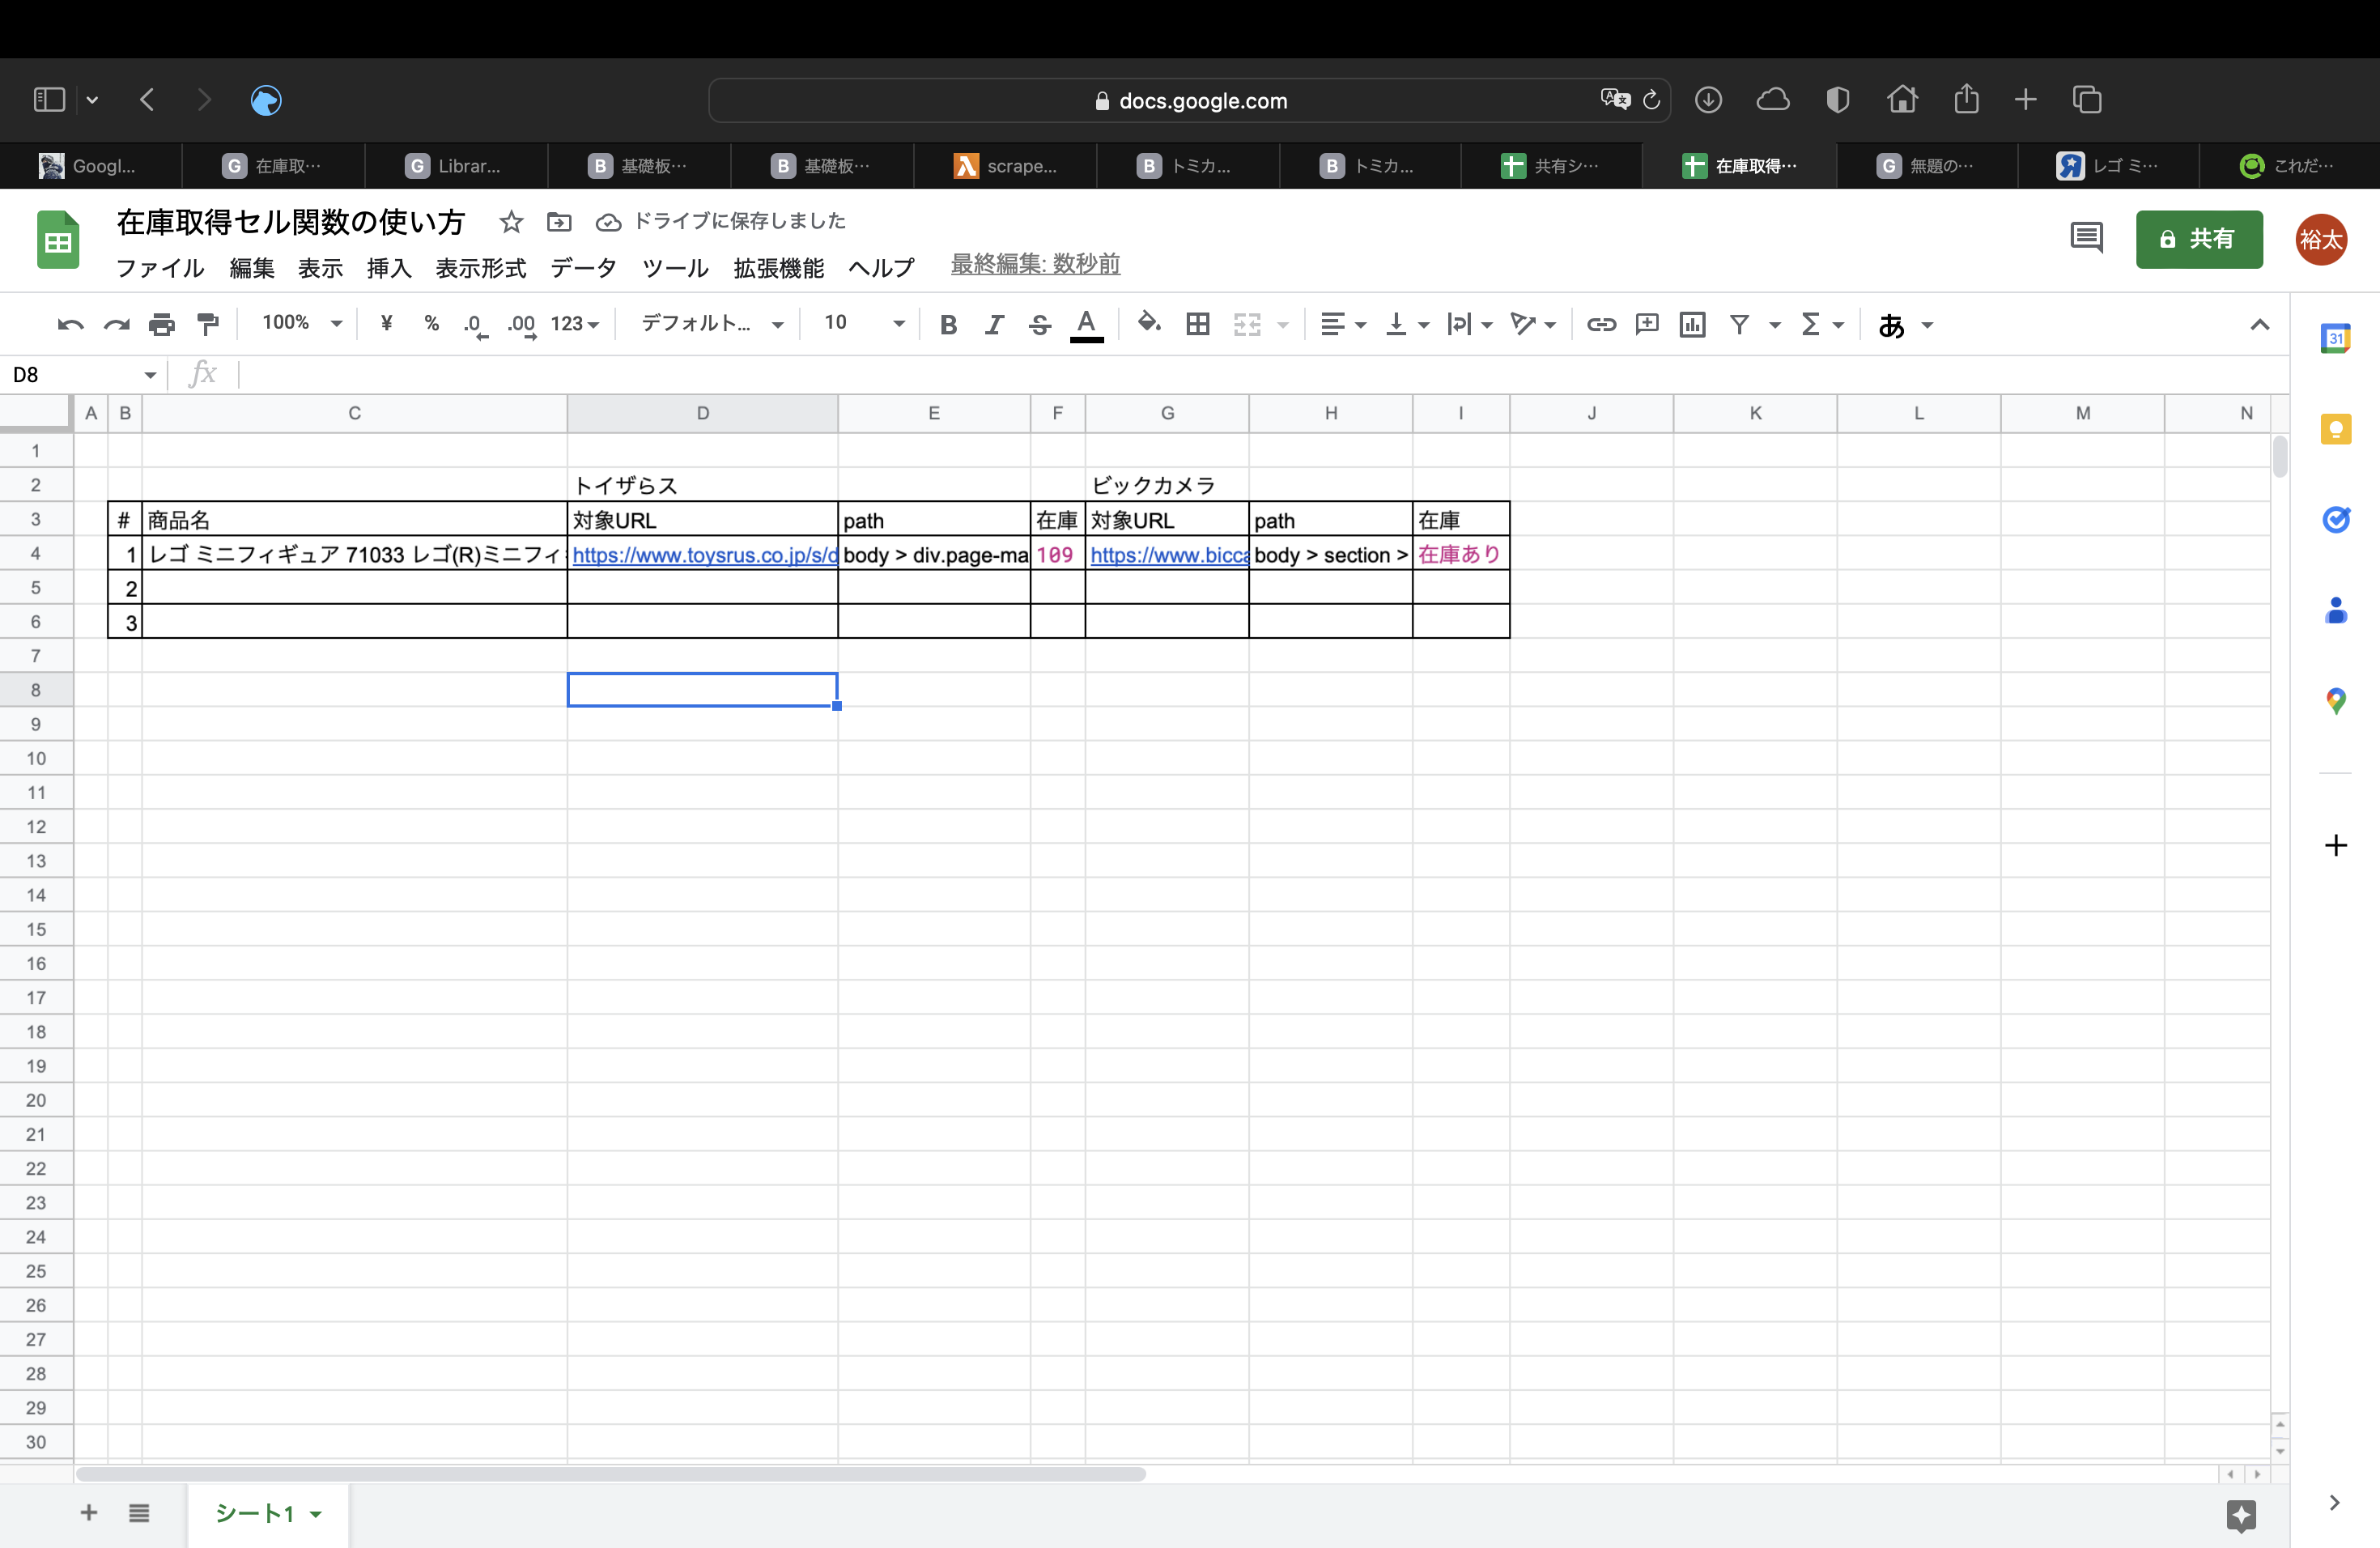 docs.google.com
Googl...
G 在庫取…
G Librar...
B 基礎板…
B 基礎板…
scrape...
B トミカ...
B トミカ...
共有シ…
在庫取得…
G 無題の…
レゴ ミ…
これだ…
在庫取得セル関数の使い方 ドライブに保存しました
ファイル 編集 表示 挿入 表示形式 データ ツール 拡張機能 ヘルプ 最終編集: 数秒前
共有
裕太
100% ¥ % .0 .00 123 デフォルト... 10 B I S A あ
31
D8 fx
A B C D E F G H I J K L M N
1
2 トイザらス ビックカメラ
3 # 商品名 対象URL path 在庫 対象URL path 在庫
4 1 レゴ ミニフィギュア 71033 レゴ(R)ミニフィ https://www.toysrus.co.jp/s/d body > div.page-ma 109 https://www.bicca body > section > 在庫あり
5 2
6 3
7
8
9
10
11
12
13
14
15
16
17
18
19
20
21
22
23
24
25
26
27
28
29
30
シート1